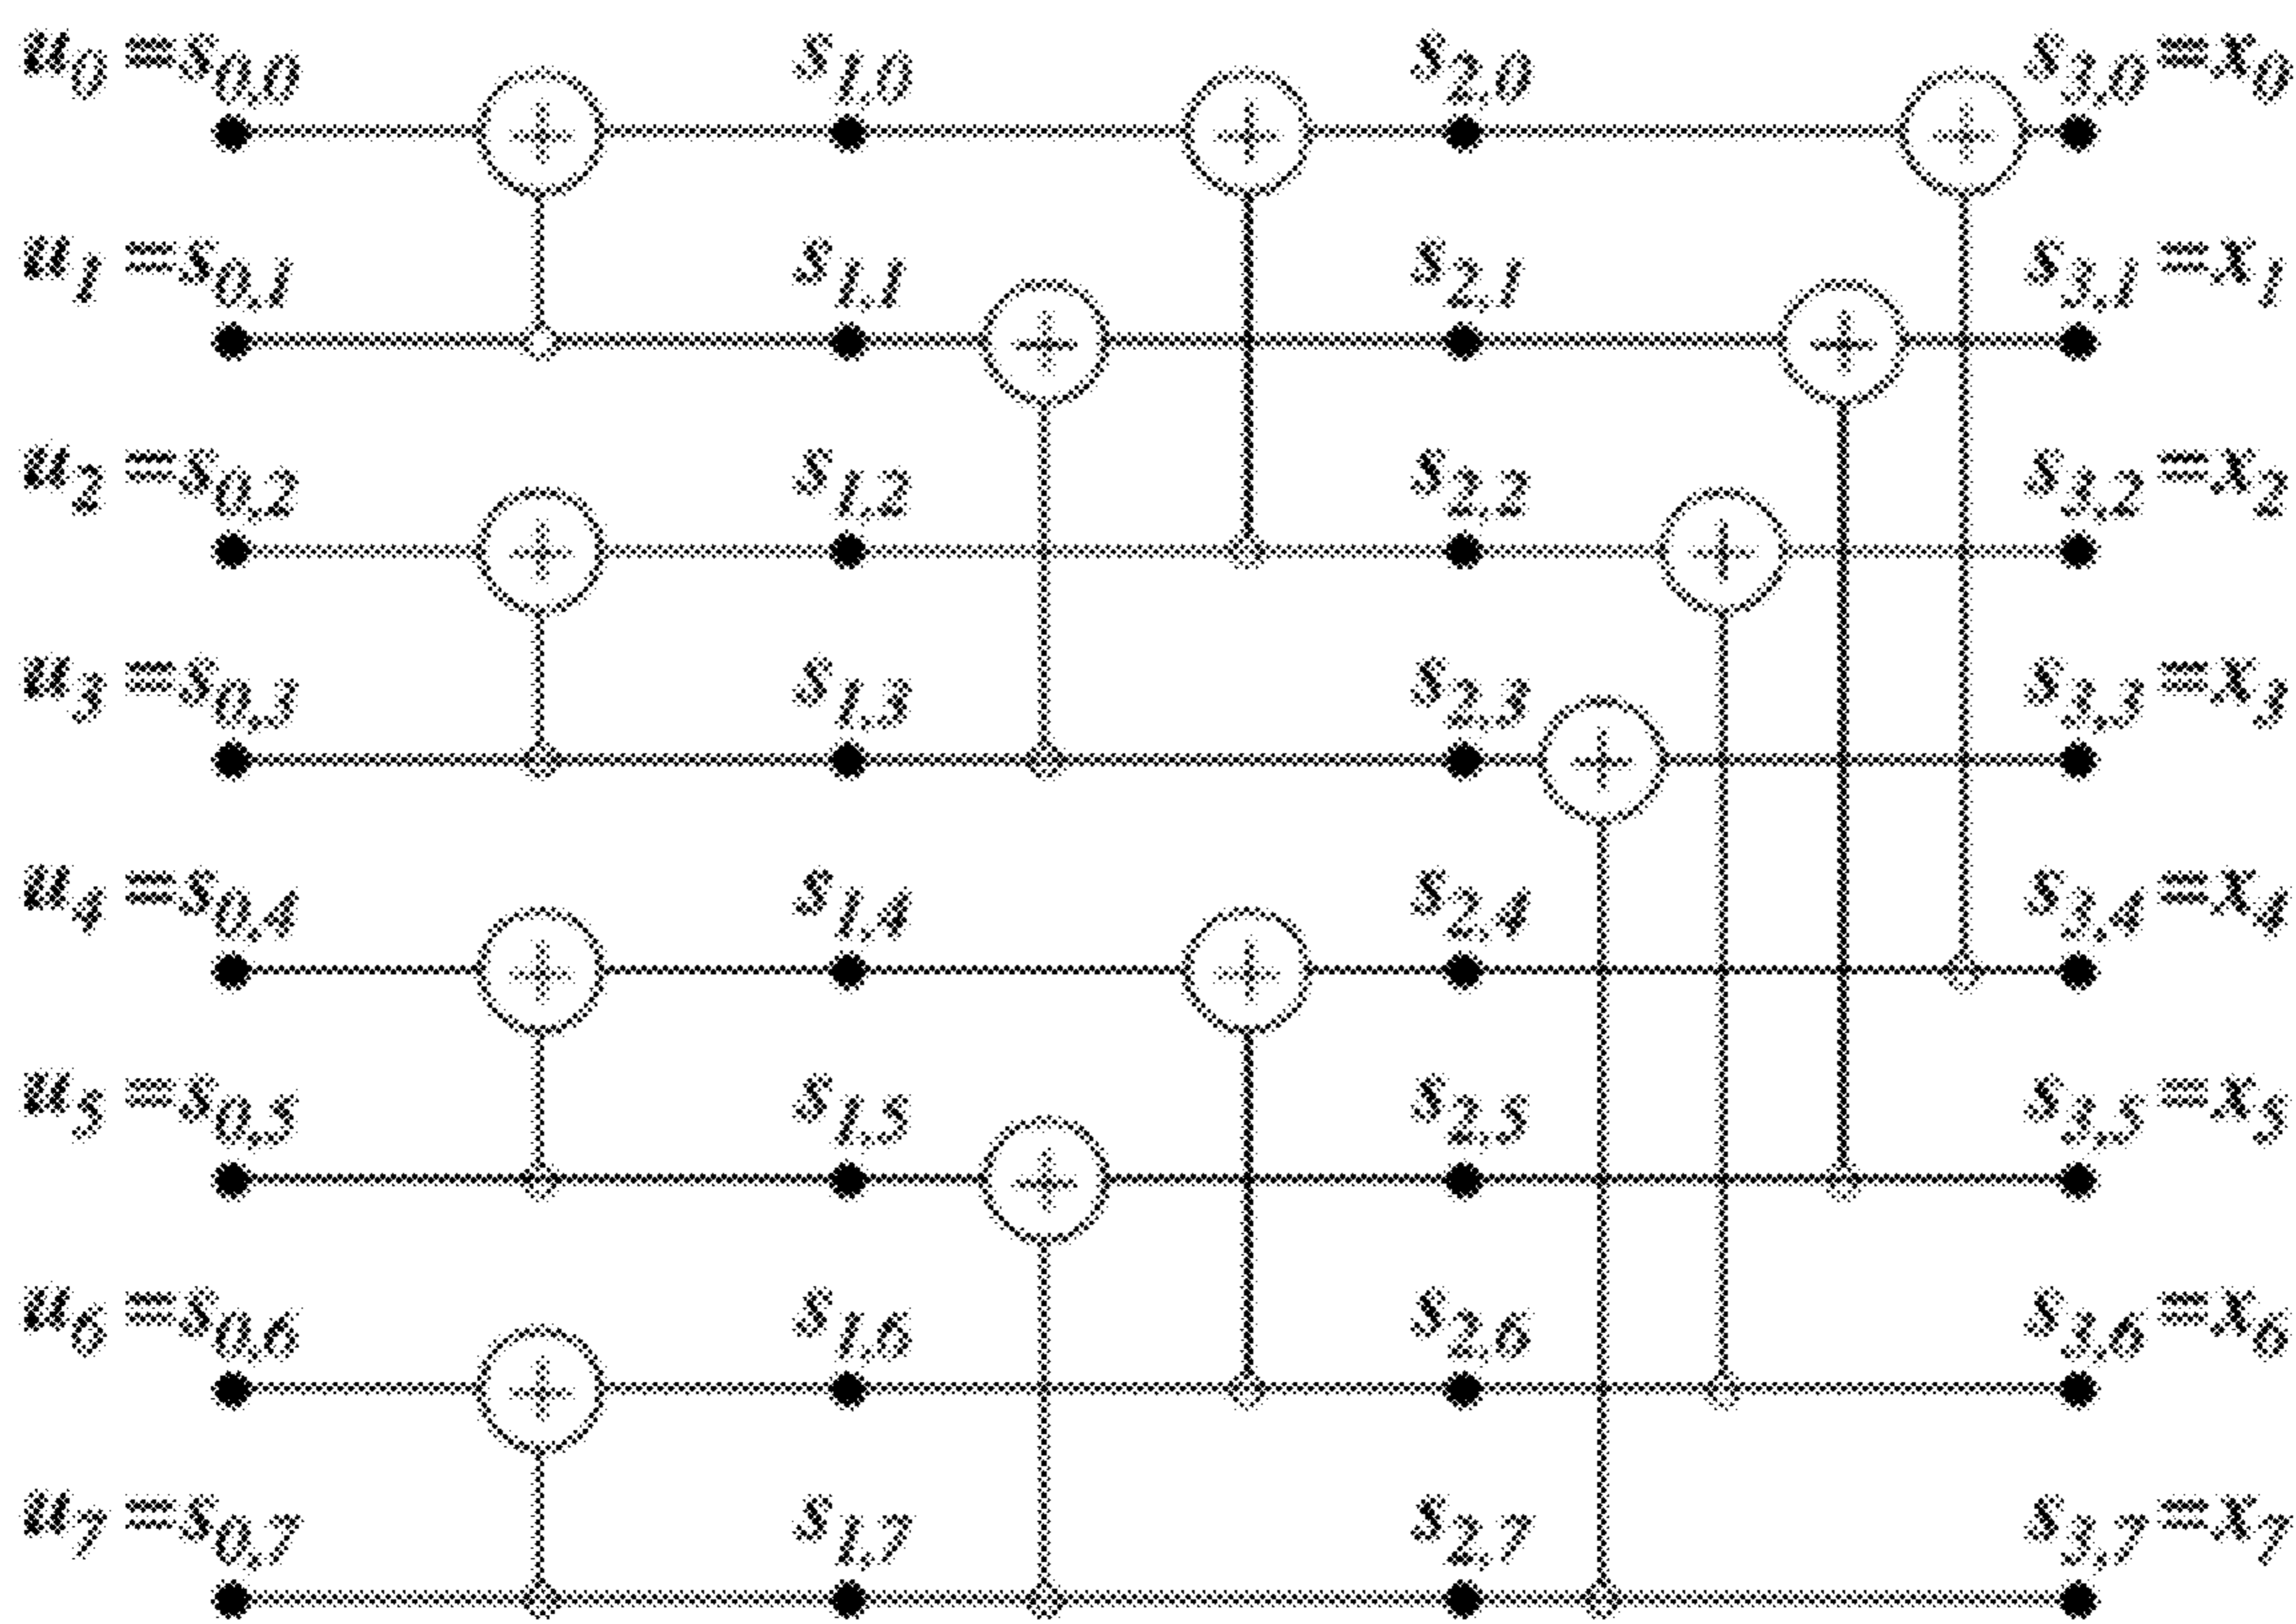 u0 =s0,0 s1,0 s2,0 s3,0=x0
u1 =s0,1 s1,1 s2,1 s3,1=x1
u2 =s0,2 s1,2 s2,2 s3,2=x2
u3 =s0,3 s1,3 s2,3 s3,3=x3
u4 =s0,4 s1,4 s2,4 s3,4=x4
u5 =s0,5 s1,5 s2,5 s3,5=x5
u6 =s0,6 s1,6 s2,6 s3,6=x6
u7 =s0,7 s1,7 s2,7 s3,7=x7